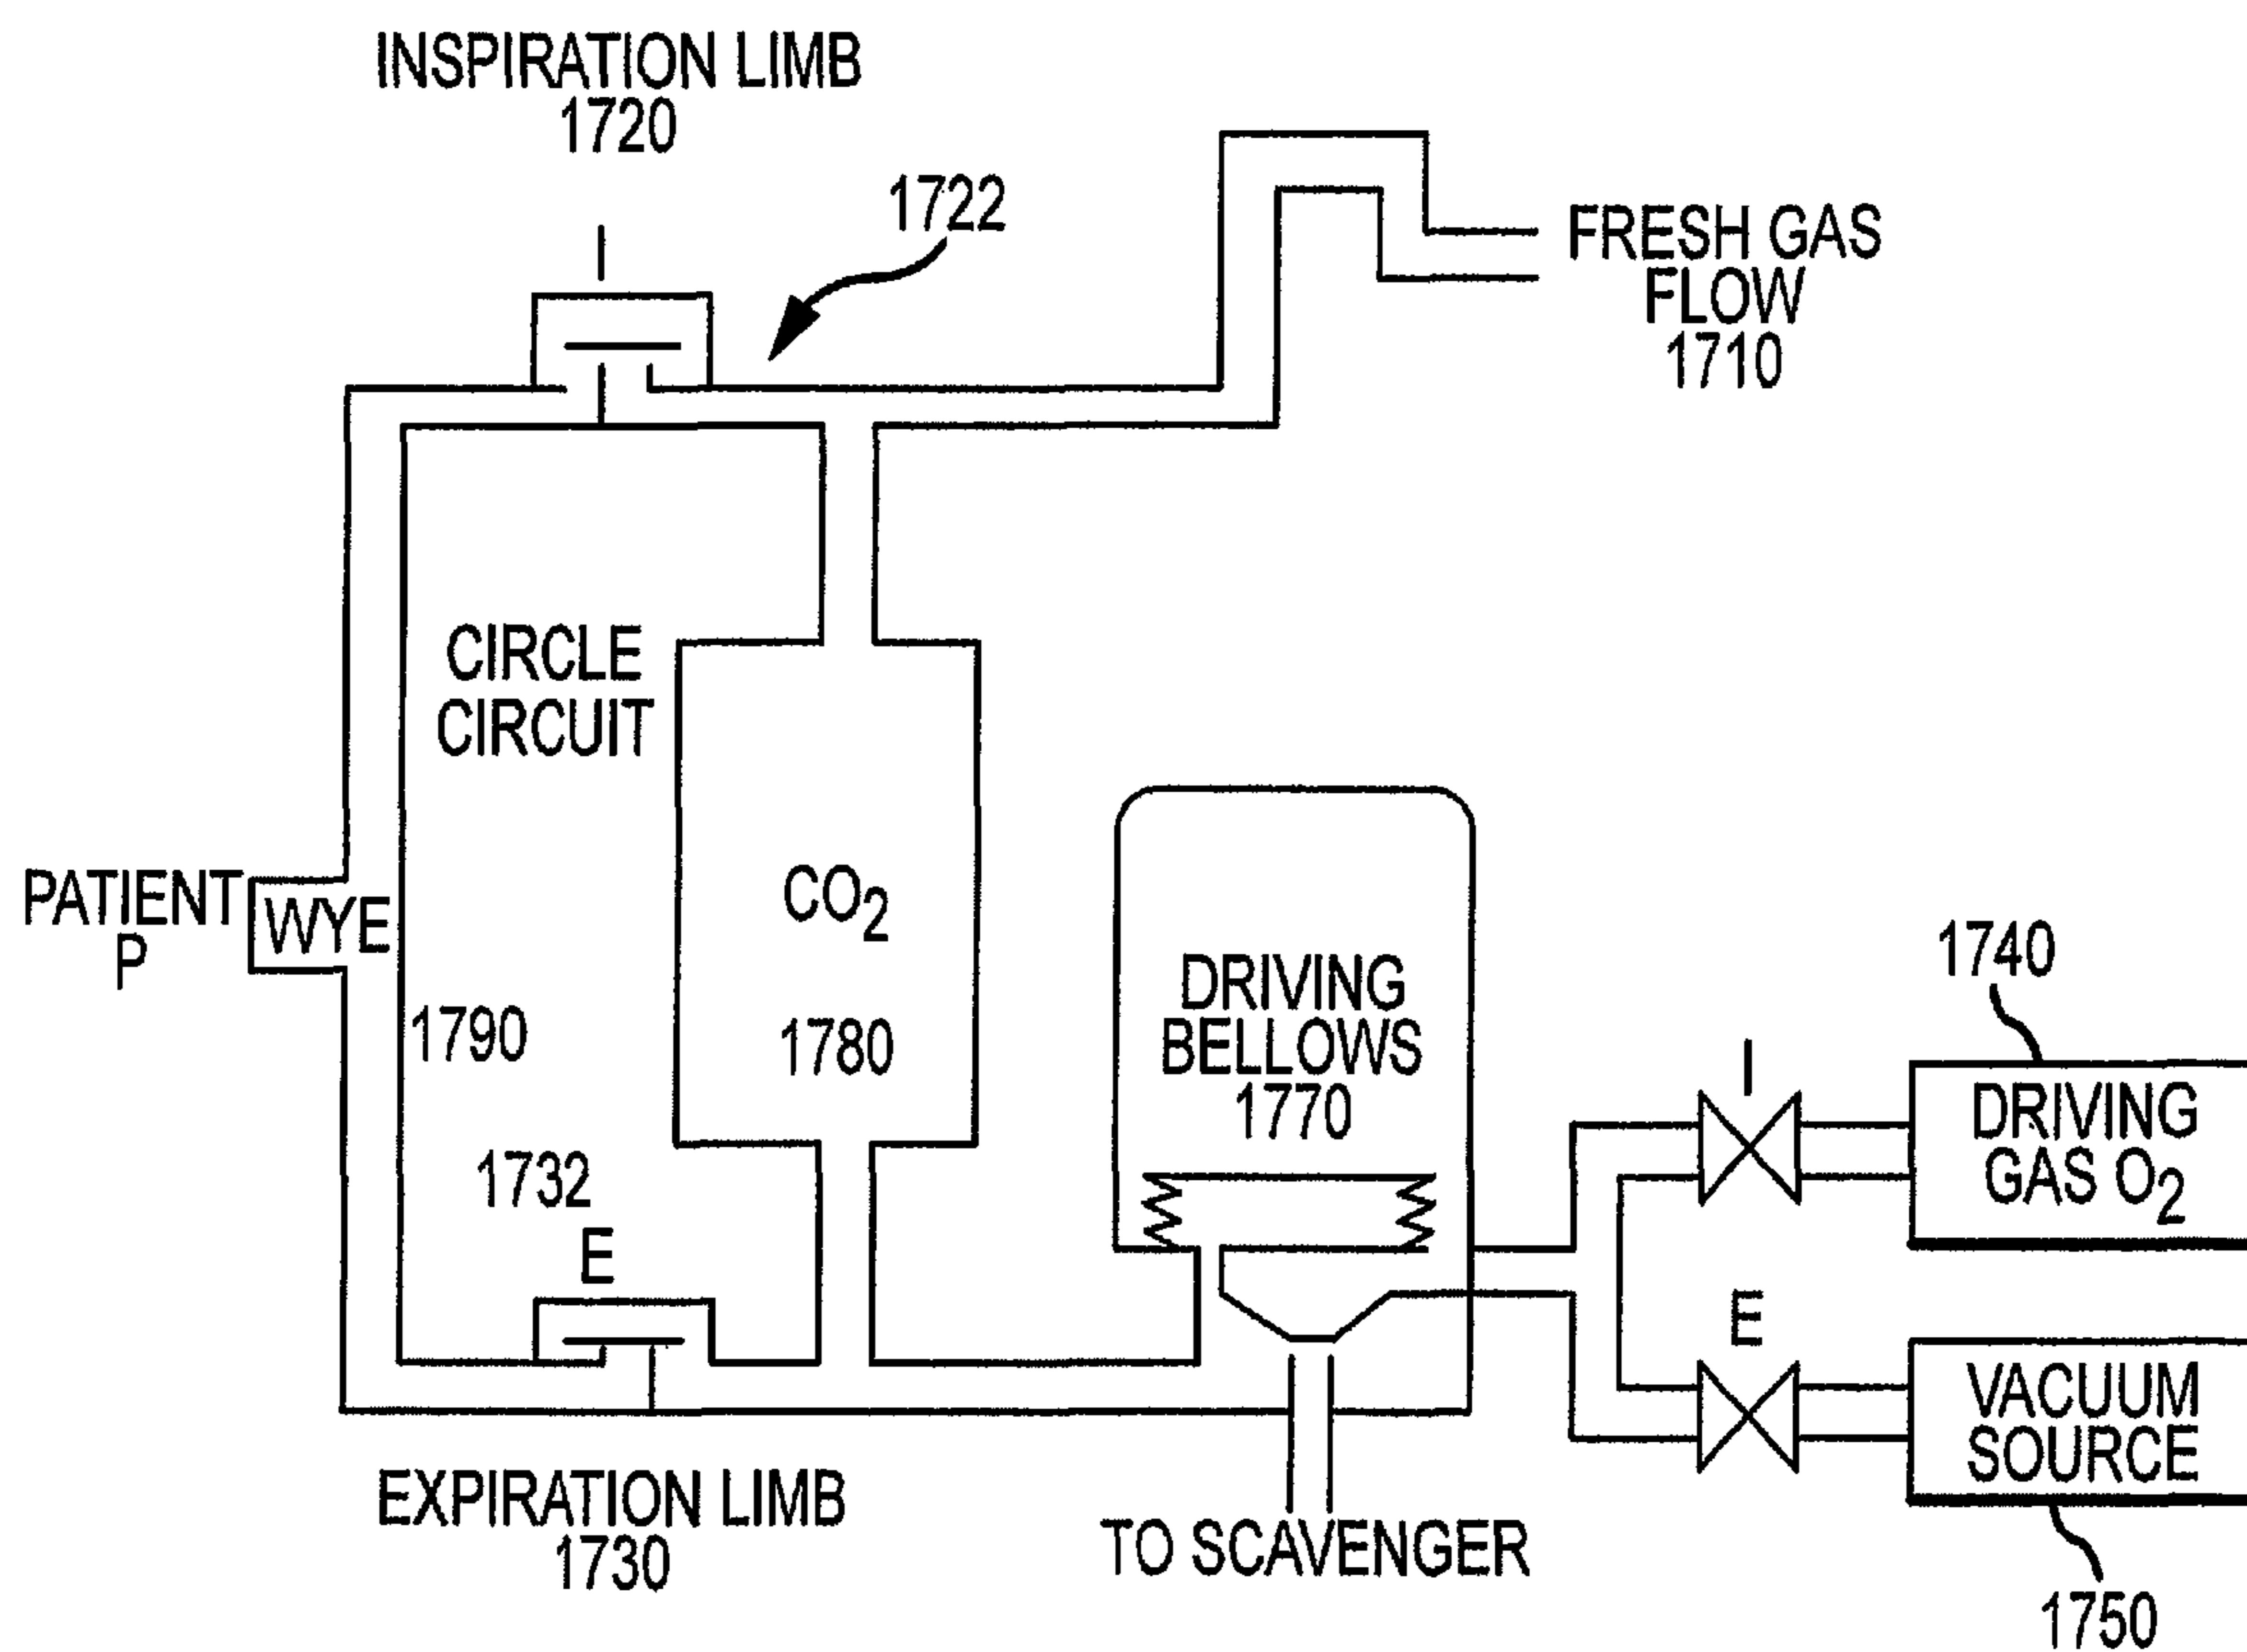 INSPIRATION LIMB
1720
1722
I
FRESH GAS
FLOW
1710
CIRCLE
CIRCUIT
PATIENT
P
WYE
CO₂
1790
1780
1732
E
DRIVING
BELLOWS
1770
1740
I
DRIVING
GAS O₂
E
VACUUM
SOURCE
1750
EXPIRATION LIMB
1730
TO SCAVENGER